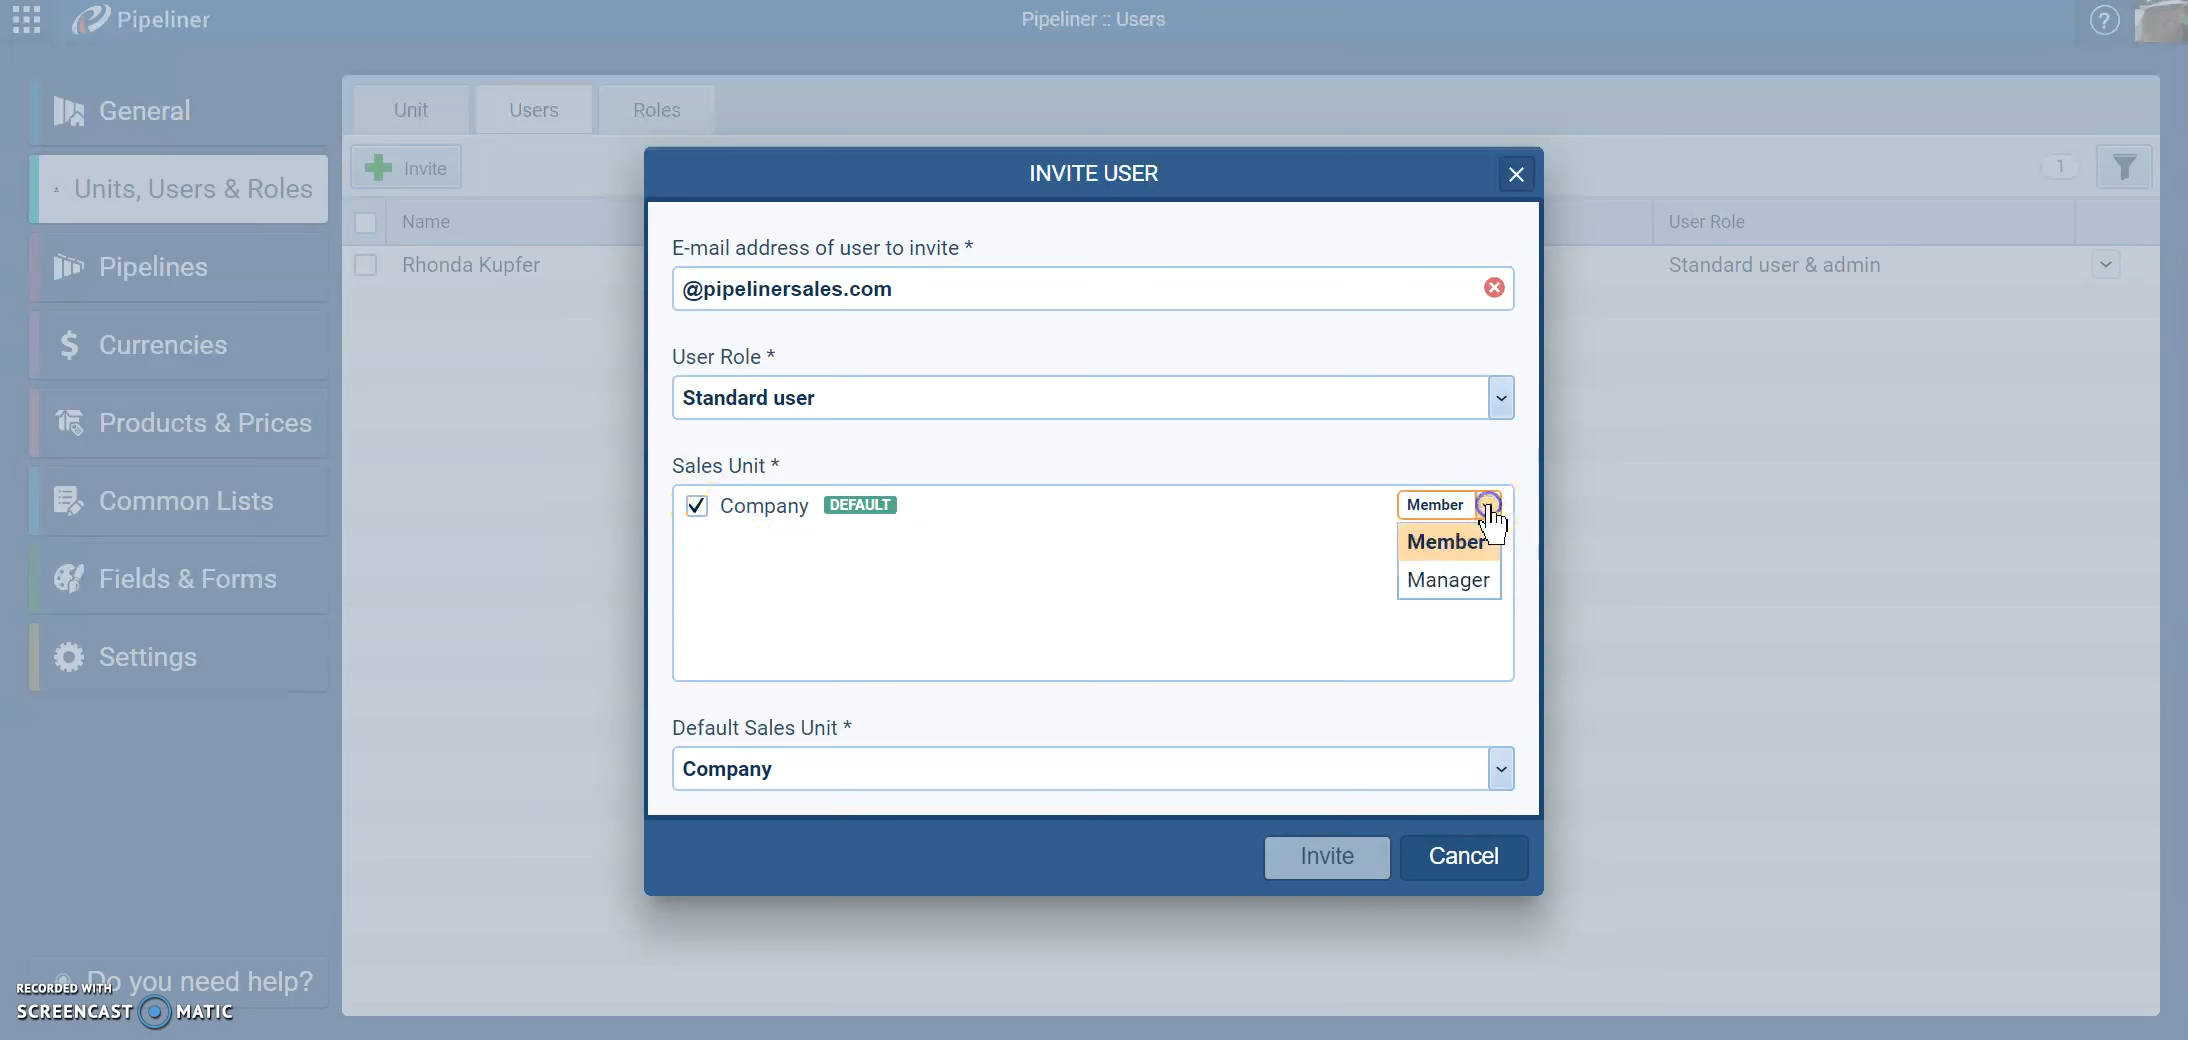 Pipeliner
Pipeliner :: Users
?
General
Units, Users & Roles
Pipelines
Currencies
Products & Prices
Common Lists
Fields & Forms
Settings
Do you need help?
RECORDED WITH
SCREENCAST MATIC
Unit Users Roles
Invite
1
Name
User Role
Rhonda Kupfer
Standard user & admin
INVITE USER
E-mail address of user to invite *
@pipelinersales.com
User Role *
Standard user
Sales Unit *
Company DEFAULT Member
Member
Manager
Default Sales Unit *
Company
Invite Cancel